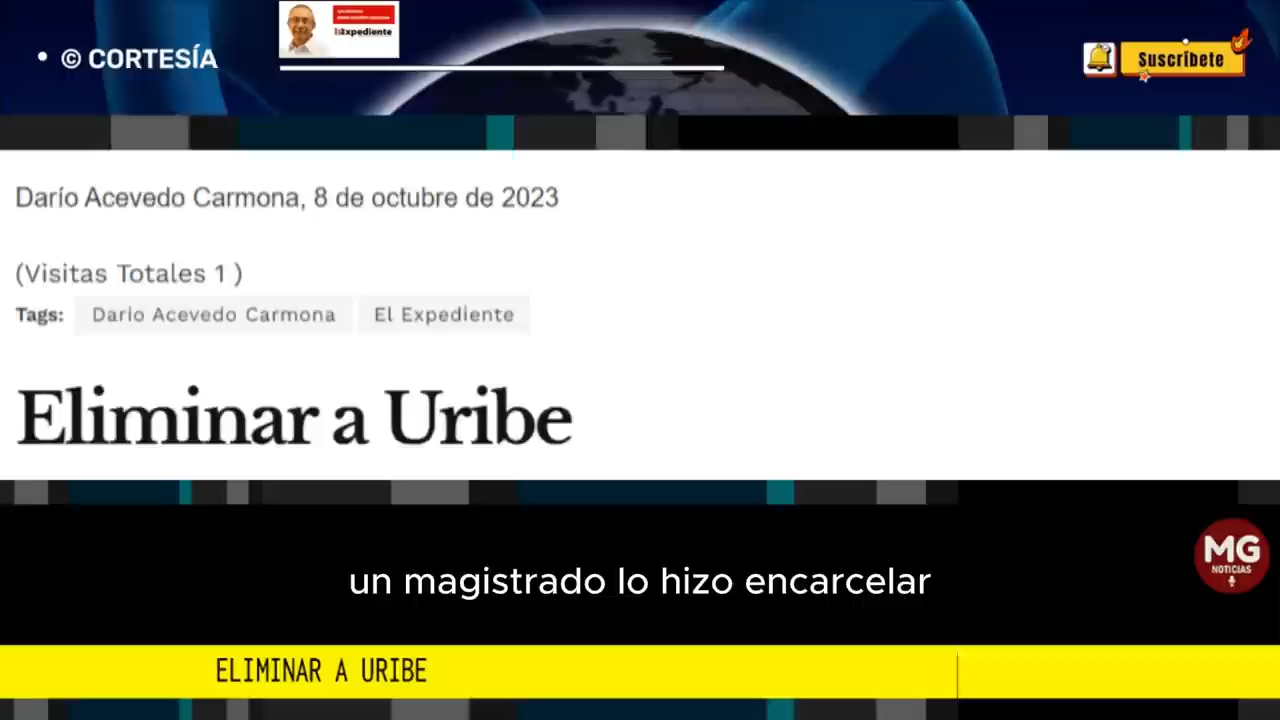 • © CORTESÍA
Expediente
Suscríbete
Darío Acevedo Carmona, 8 de octubre de 2023
(Visitas Totales 1 )
Tags: Dario Acevedo Carmona El Expediente
Eliminar a Uribe
un magistrado lo hizo encarcelar
MG
NOTICIAS
ELIMINAR A URIBE